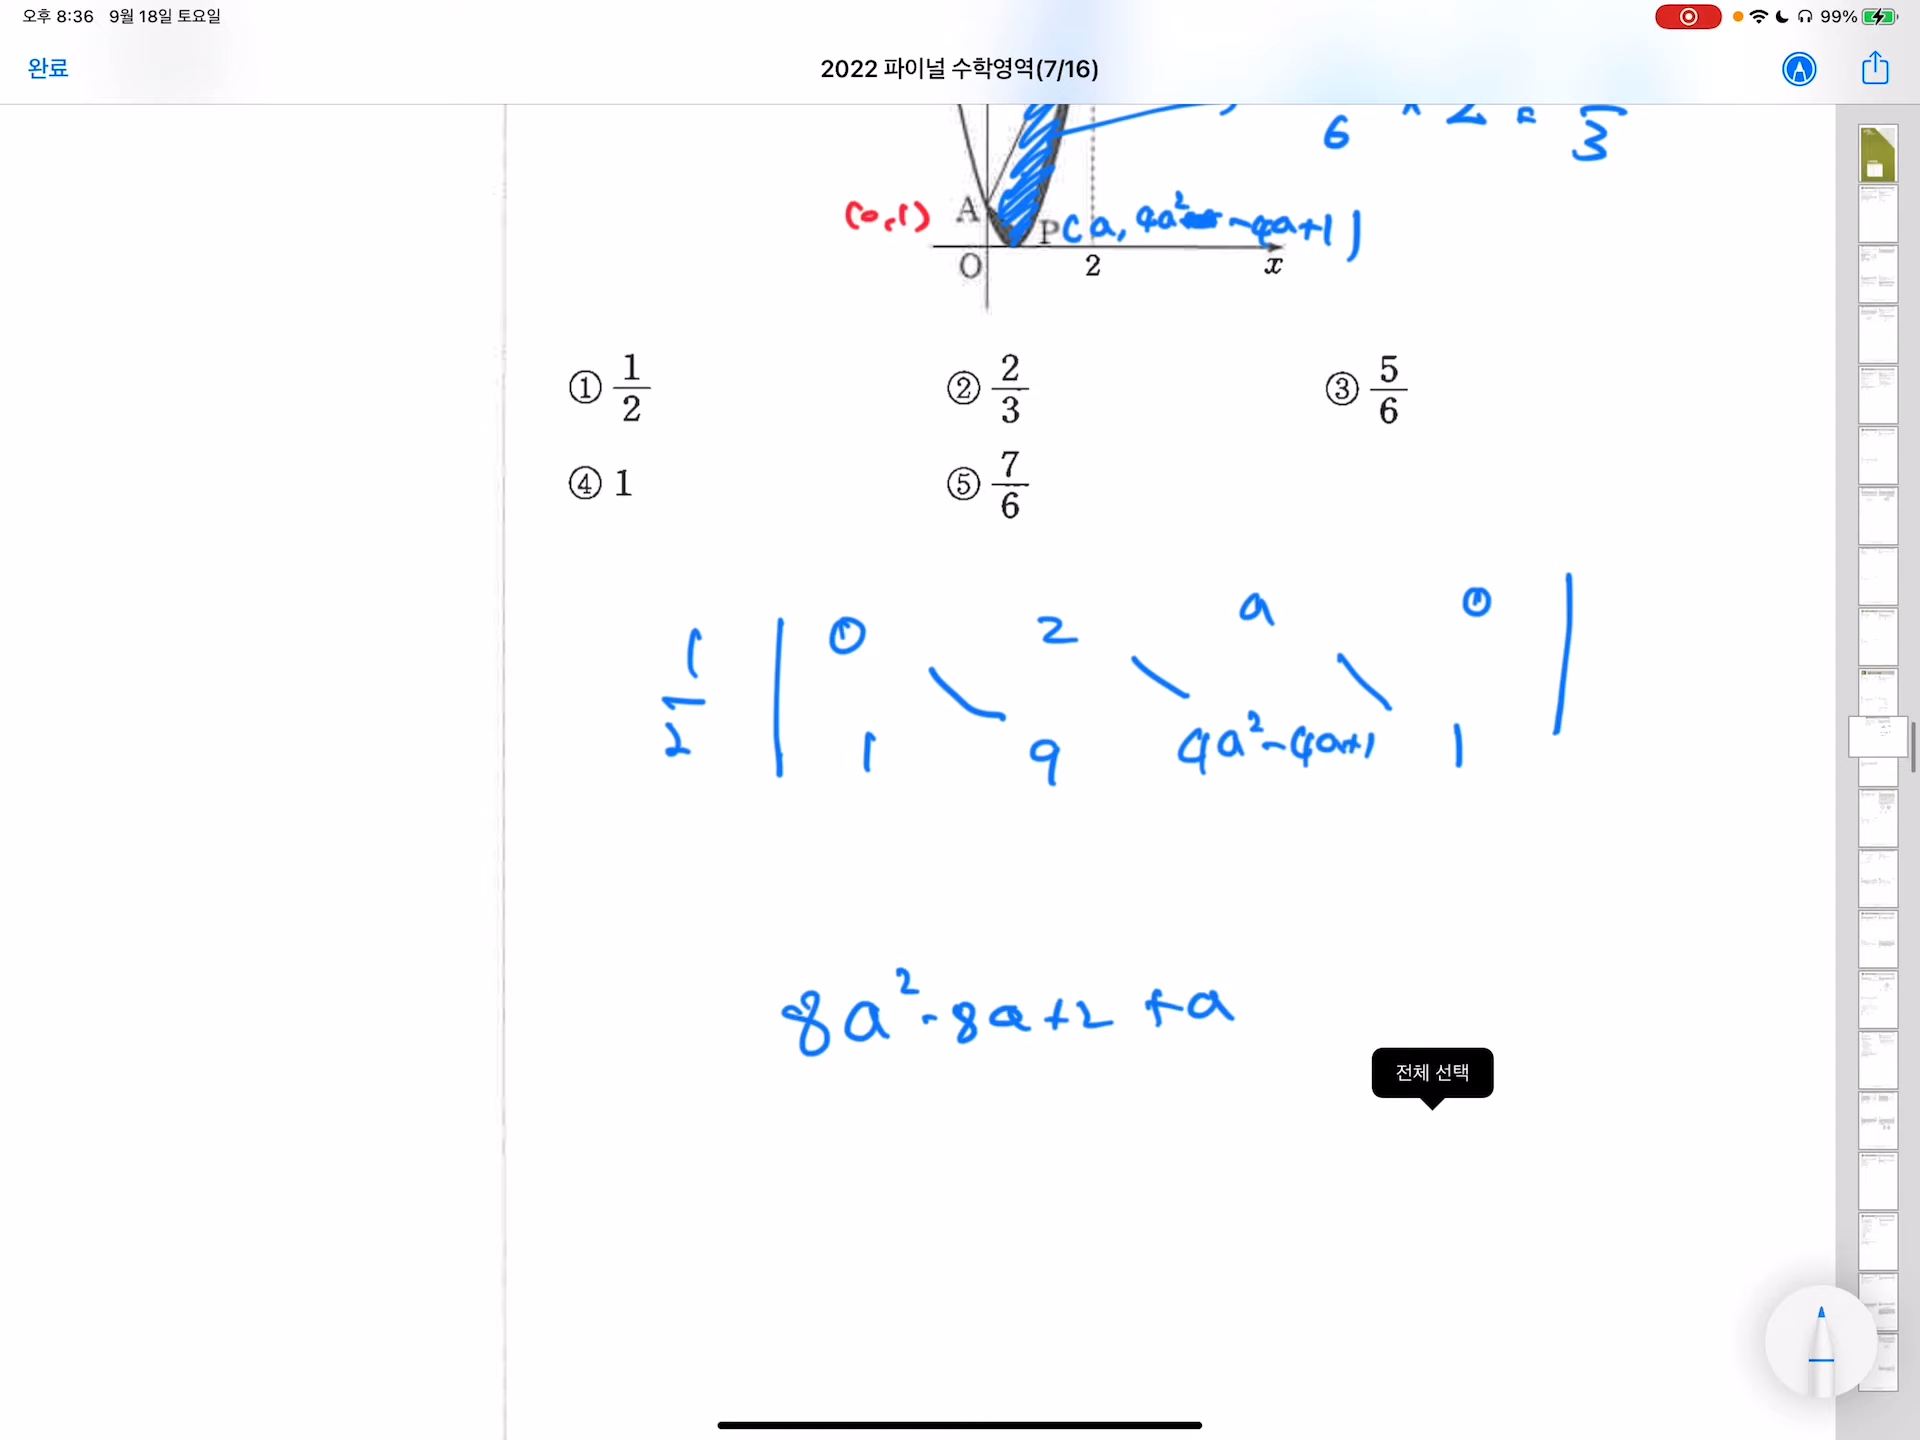 오후 8:36 9월 18일 토요일
99%
완료
2022 파이널 수학영역(7/16)
6 × 2 = 3
(0,1) A P(a, 4a²-4a+1)
O 2 x
① 1/2 ② 2/3 ③ 5/6
④ 1 ⑤ 7/6
1/2 | 0 2 a 0 |
1 9 4a²-4a+1 1
8a²-8a+2+a
전체 선택